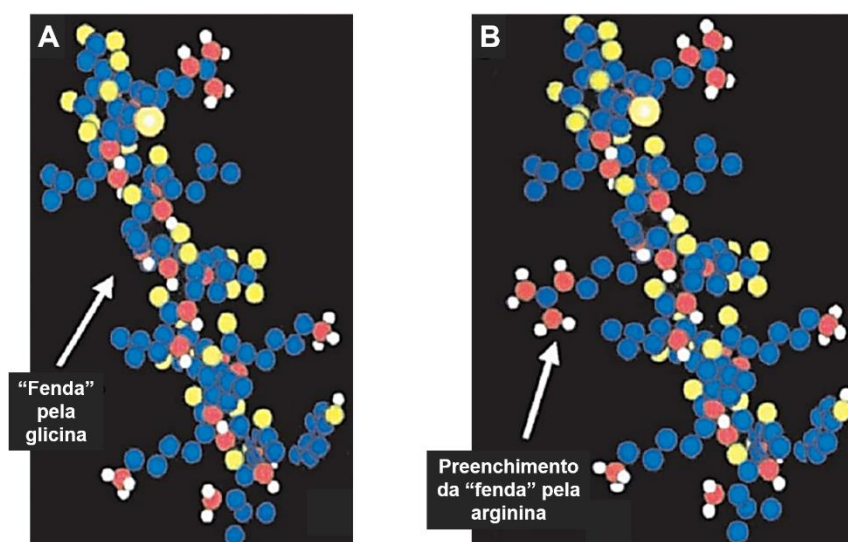 A
B
“Fenda”
pela
glicina
Preenchimento
da “fenda” pela
arginina